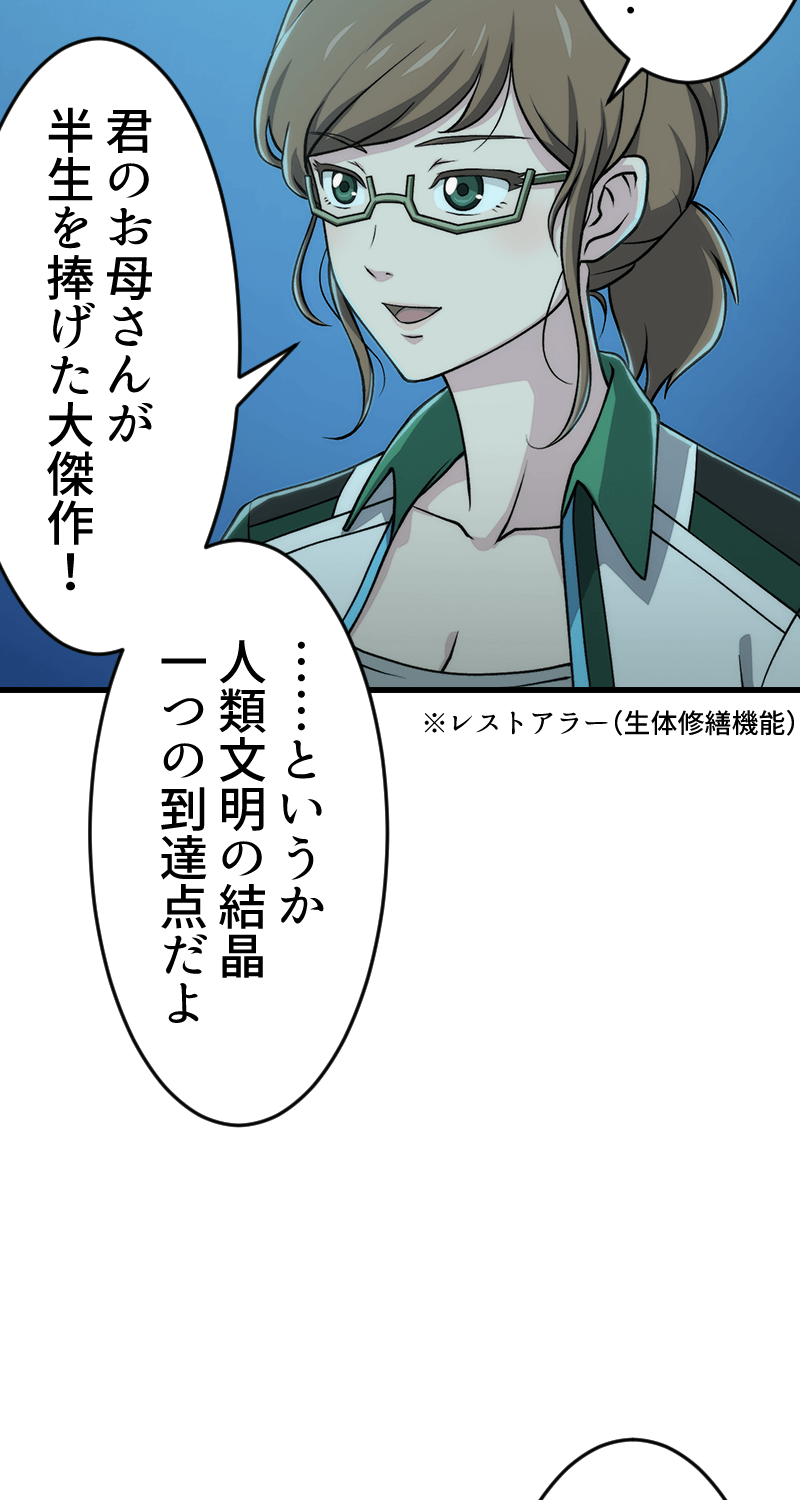 君のお母さんが
半生を捧げた大傑作！
……というか
人類文明の結晶
一つの到達点だよ
※レストアラー(生体修繕機能)